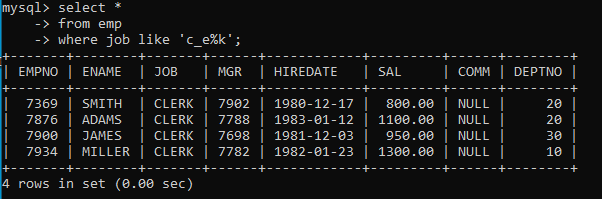 mysql> select *
    -> from emp
    -> where job like 'c_e%k';
+-------+--------+-------+------+------------+---------+------+--------+
| EMPNO | ENAME  | JOB   | MGR  | HIREDATE   | SAL     | COMM | DEPTNO |
+-------+--------+-------+------+------------+---------+------+--------+
|  7369 | SMITH  | CLERK | 7902 | 1980-12-17 |  800.00 | NULL |     20 |
|  7876 | ADAMS  | CLERK | 7788 | 1983-01-12 | 1100.00 | NULL |     20 |
|  7900 | JAMES  | CLERK | 7698 | 1981-12-03 |  950.00 | NULL |     30 |
|  7934 | MILLER | CLERK | 7782 | 1982-01-23 | 1300.00 | NULL |     10 |
+-------+--------+-------+------+------------+---------+------+--------+
4 rows in set (0.00 sec)